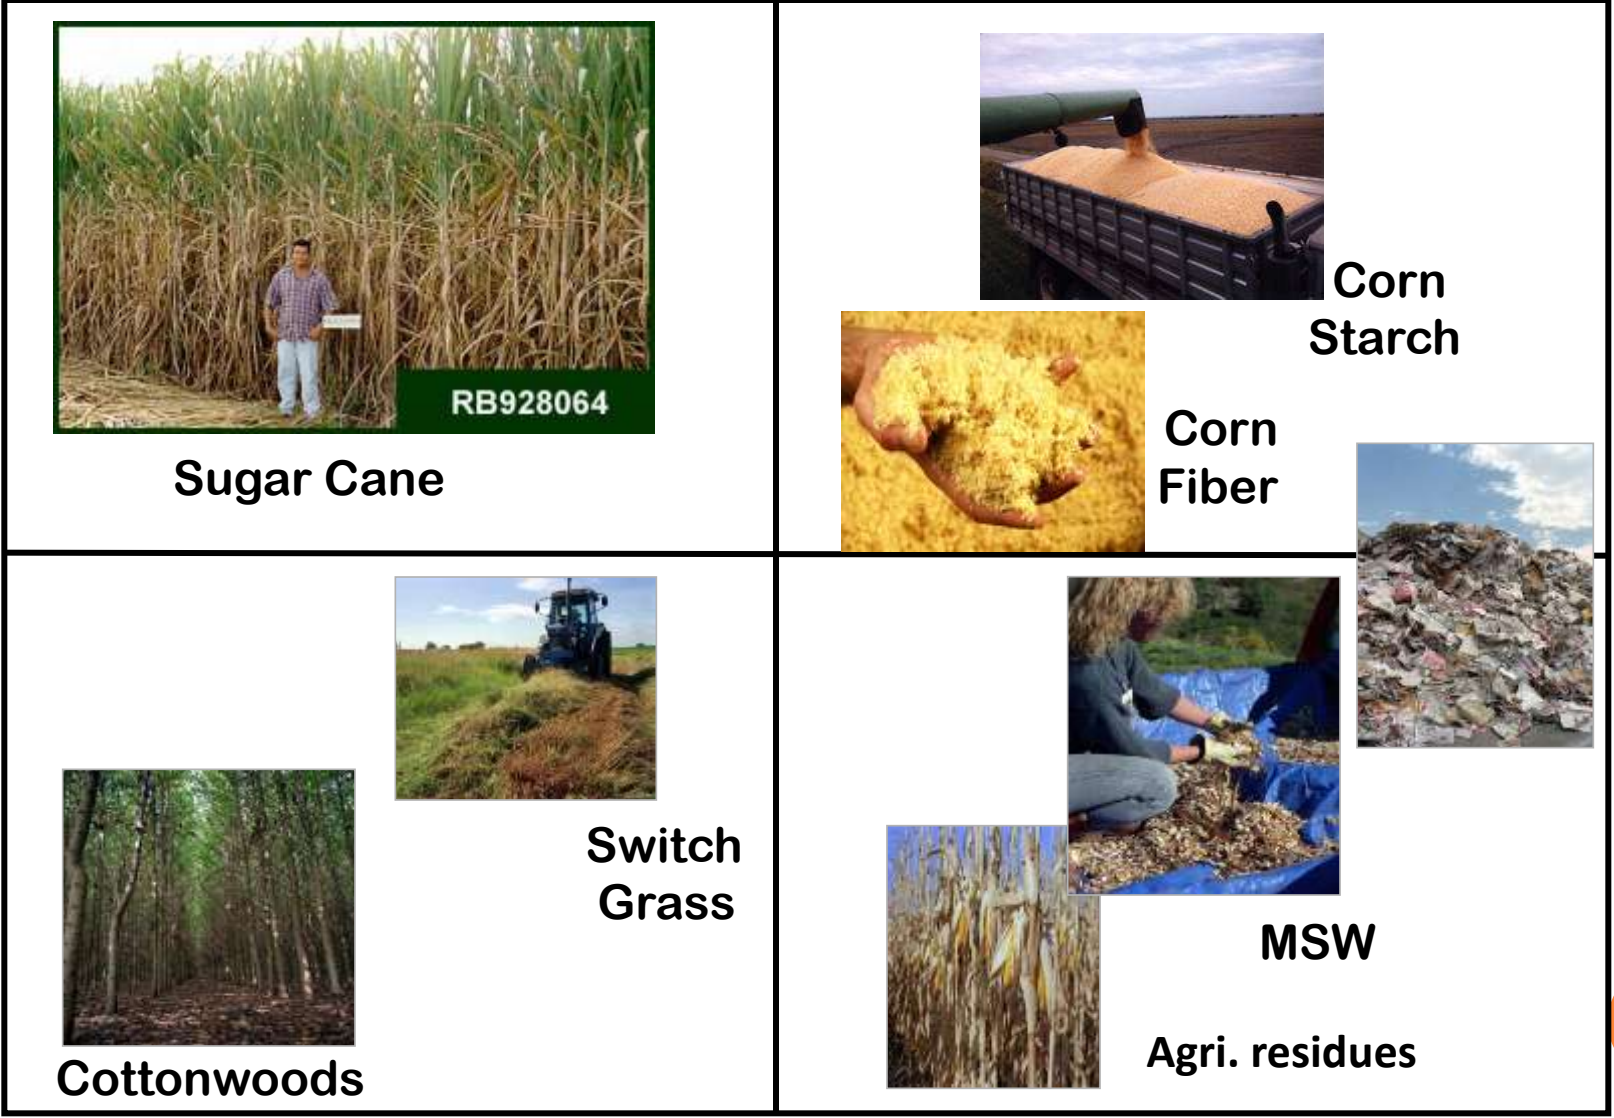 RB928064
Sugar Cane
Corn
Starch
Corn
Fiber
Switch
Grass
Cottonwoods
MSW
Agri. residues